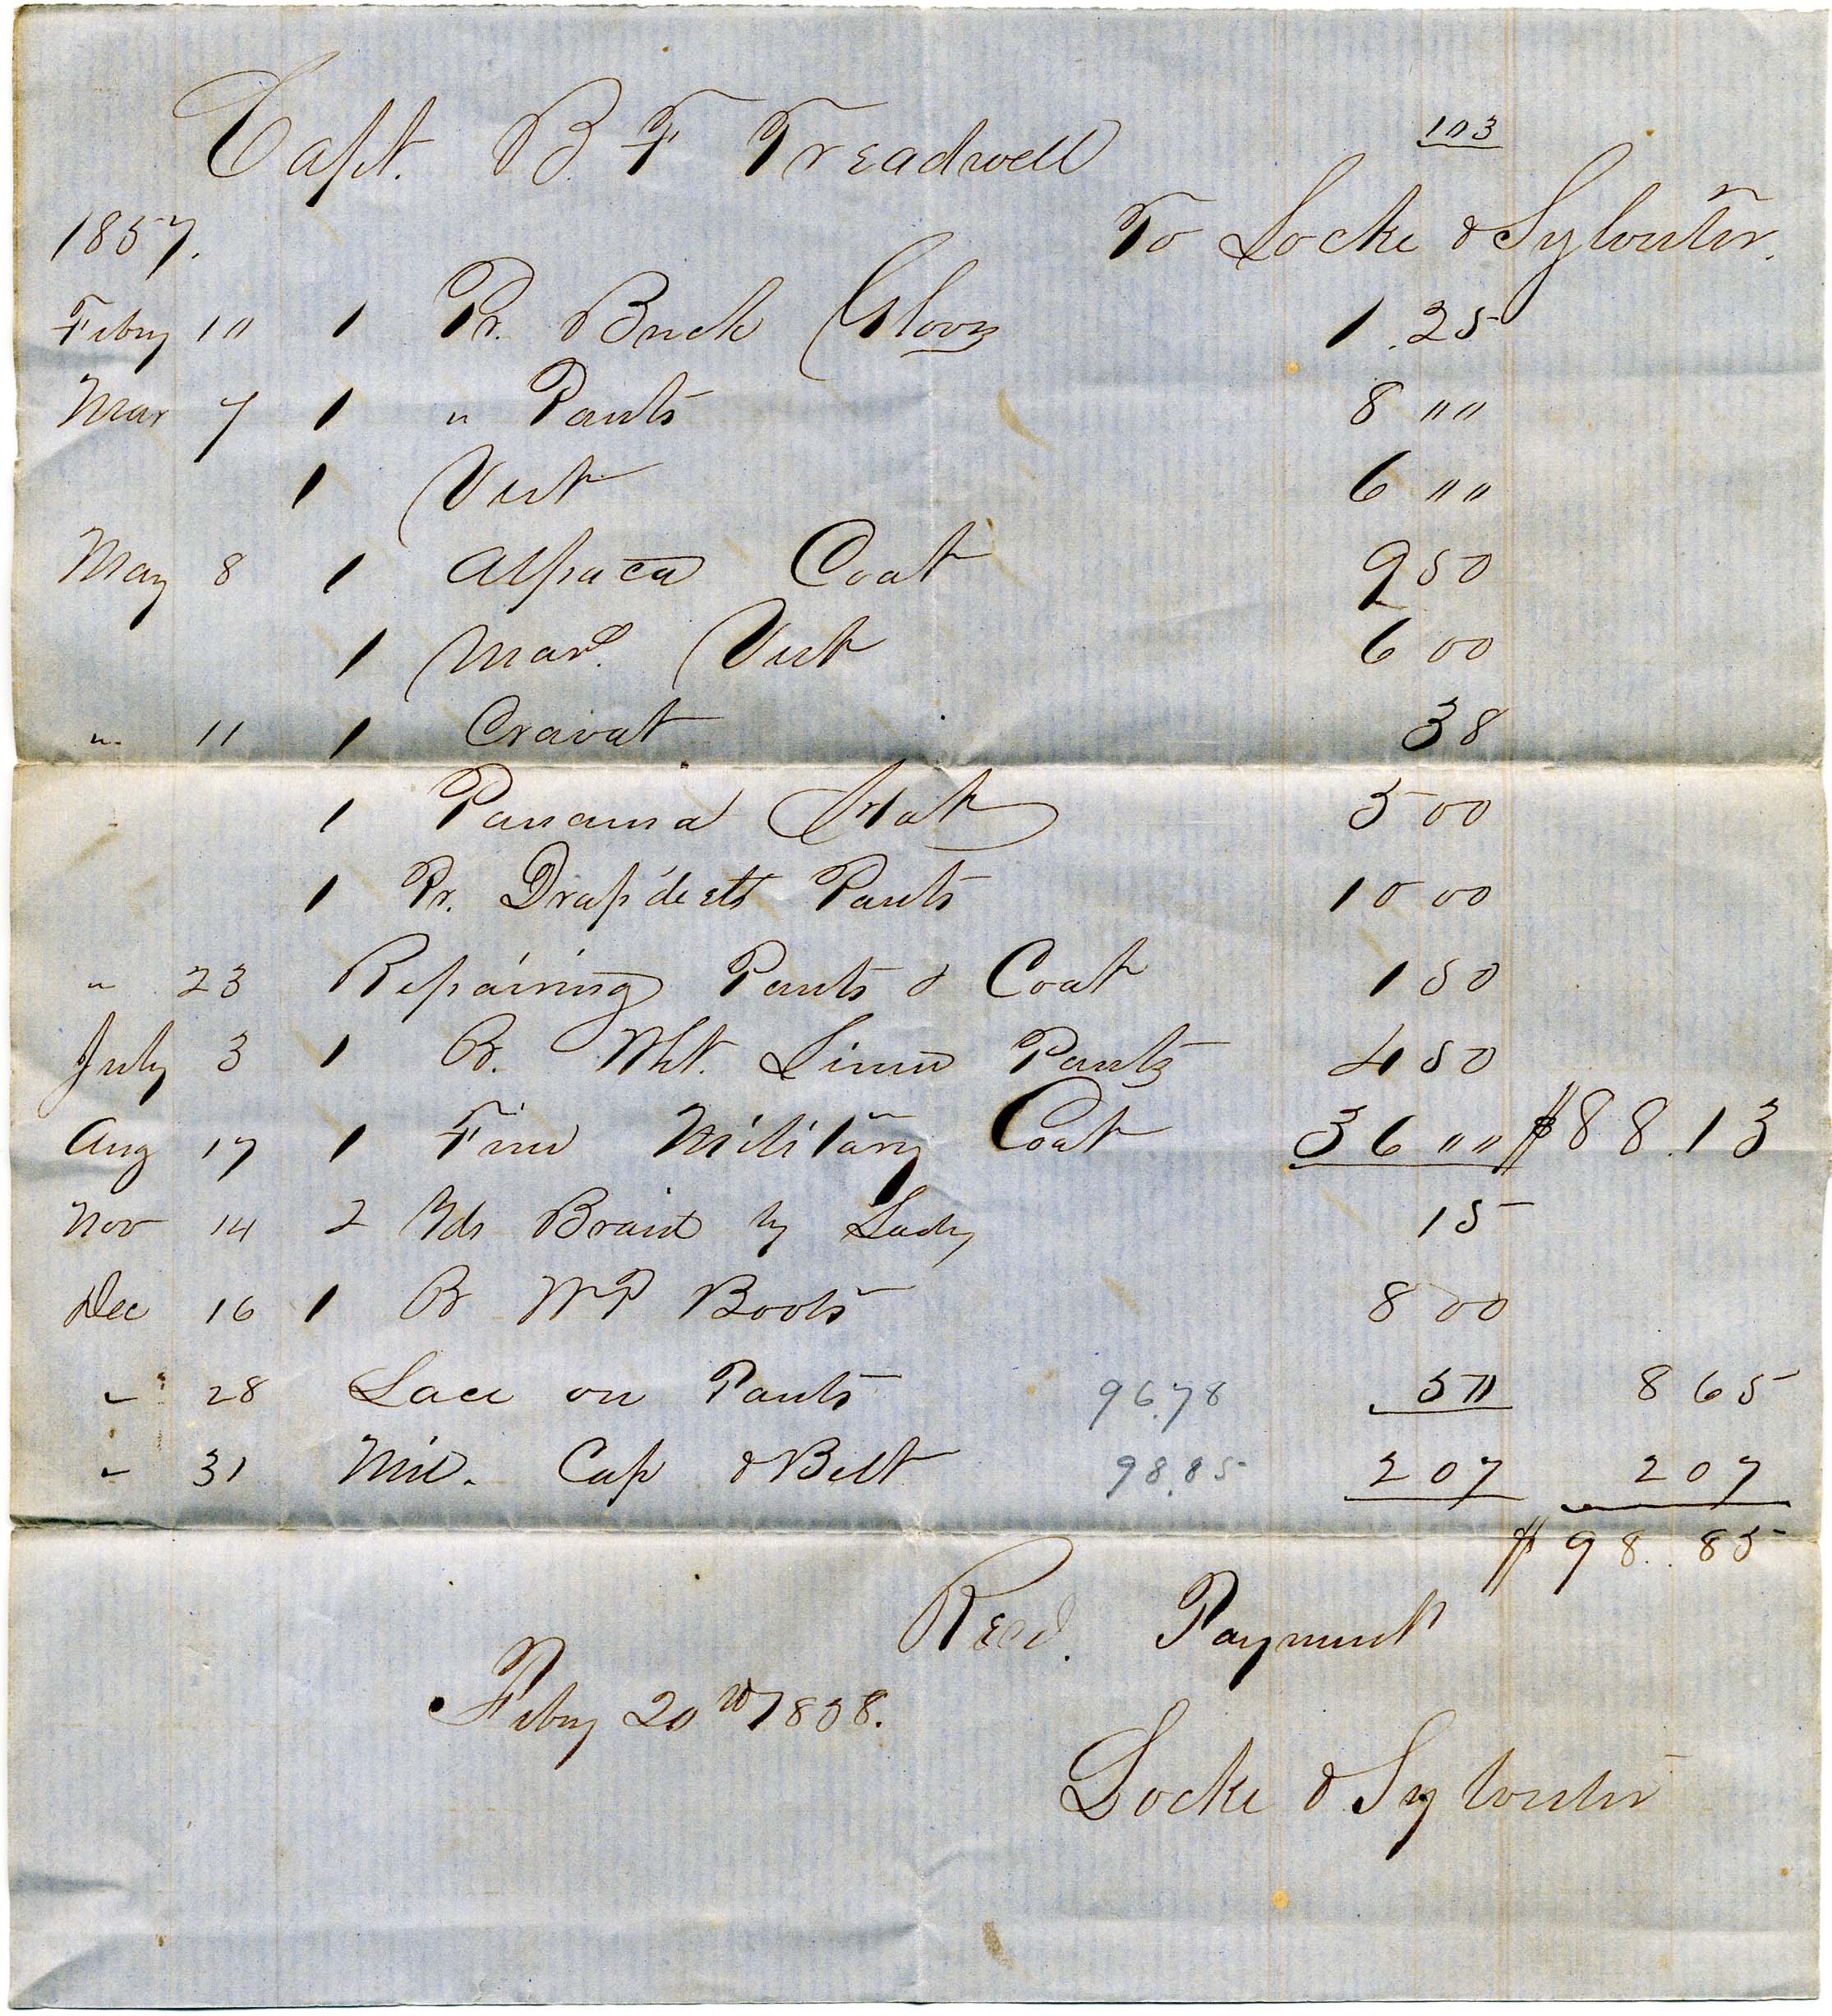 103
Capt. B. F Treadwell
To Locke & Sylvester.
1857.
Feby 10 1 Pr. Buck Gloves 1.25
Mar 7 1 " Pants 8 " "
1 Vest 6 " "
May 8 1 Alpaca Coat 9 50
1 Mars. Vest 6 00
" 11 1 Cravat 38
1 Panama Hat 5 00
1 Pr. Drap'de ete Pants 10 00
" 23 Repairing Pants & Coat 1 50
July 3 1 Pr. Wht. Linen Pants 4 50
Aug 17 1 Fine Military Coat 36 " " $88.13
Nov 14 2 Yds Braid by Lady 15
Dec 16 1 Pr W P Boots 8 00
" 28 Lace on Pants 96.78 50 8 65
" 31 Mil. Cap & Belt 98.85 2 07 2 07
$98.85
Recd. Payment
Feby 20th 1858.
Locke & Sylvester